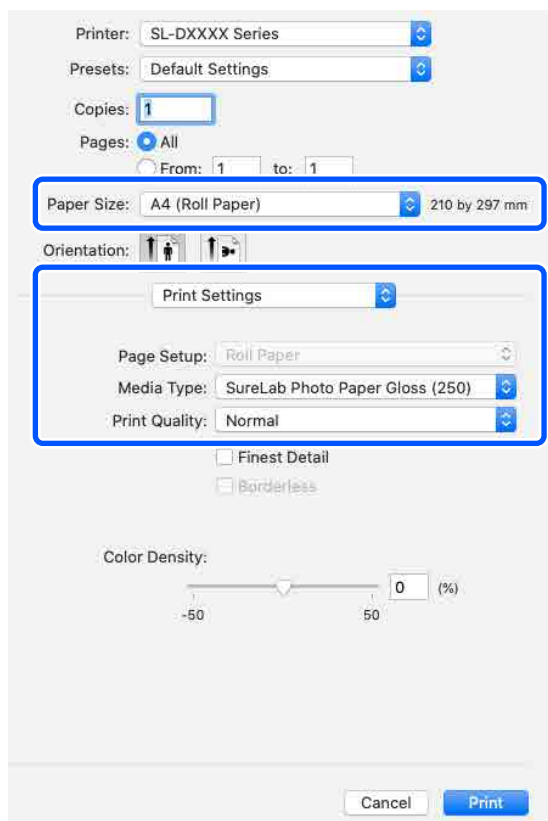 Printer: SL-DXXXX Series
Presets: Default Settings
Copies: 1
Pages: All
From: 1 to: 1
Paper Size: A4 (Roll Paper) 210 by 297 mm
Orientation:
Print Settings
Page Setup: Roll Paper
Media Type: SureLab Photo Paper Gloss (250)
Print Quality: Normal
Finest Detail
Borderless
Color Density:
0 (%)
-50 50
Cancel Print